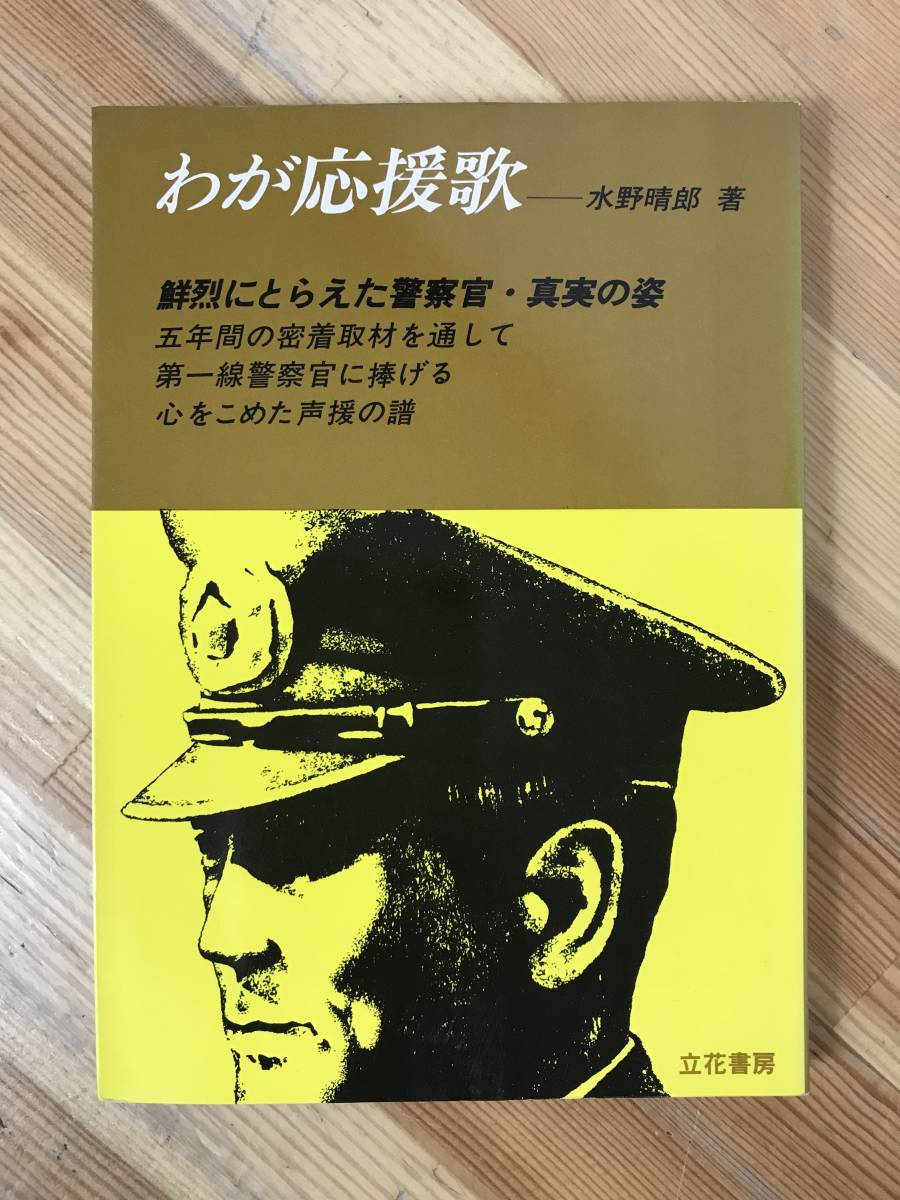 わが応援歌――水野晴郎 著
鮮烈にとらえた警察官・真実の姿
五年間の密着取材を通して
第一線警察官に捧げる
心をこめた声援の譜
立花書房